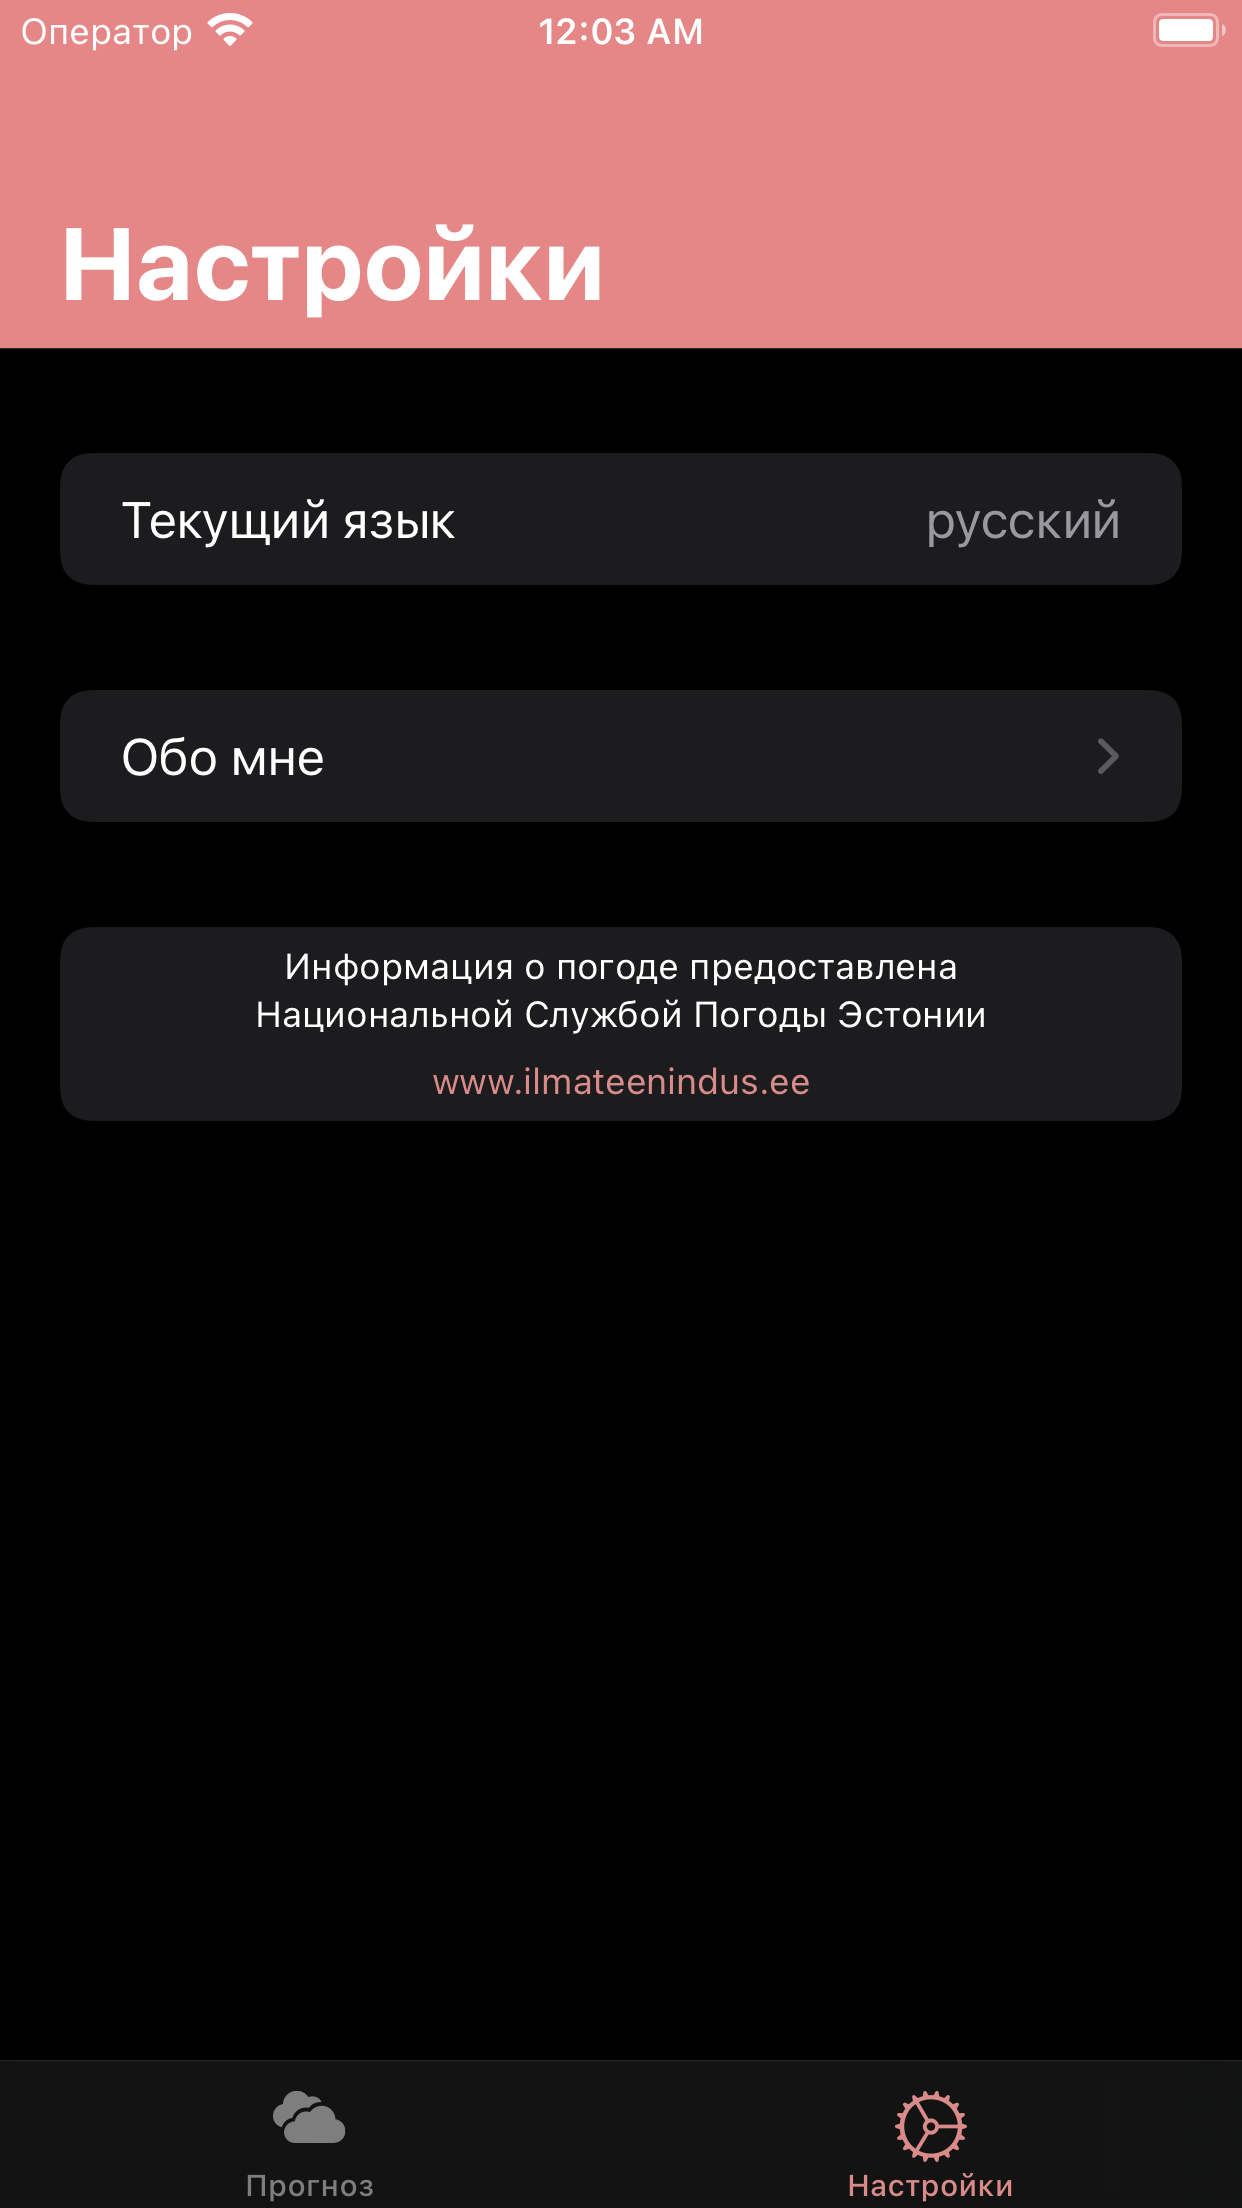 Оператор
12:03 AM
Настройки
Текущий язык
русский
Обо мне
Информация о погоде предоставлена
Национальной Службой Погоды Эстонии
www.ilmateenindus.ee
Прогноз
Настройки